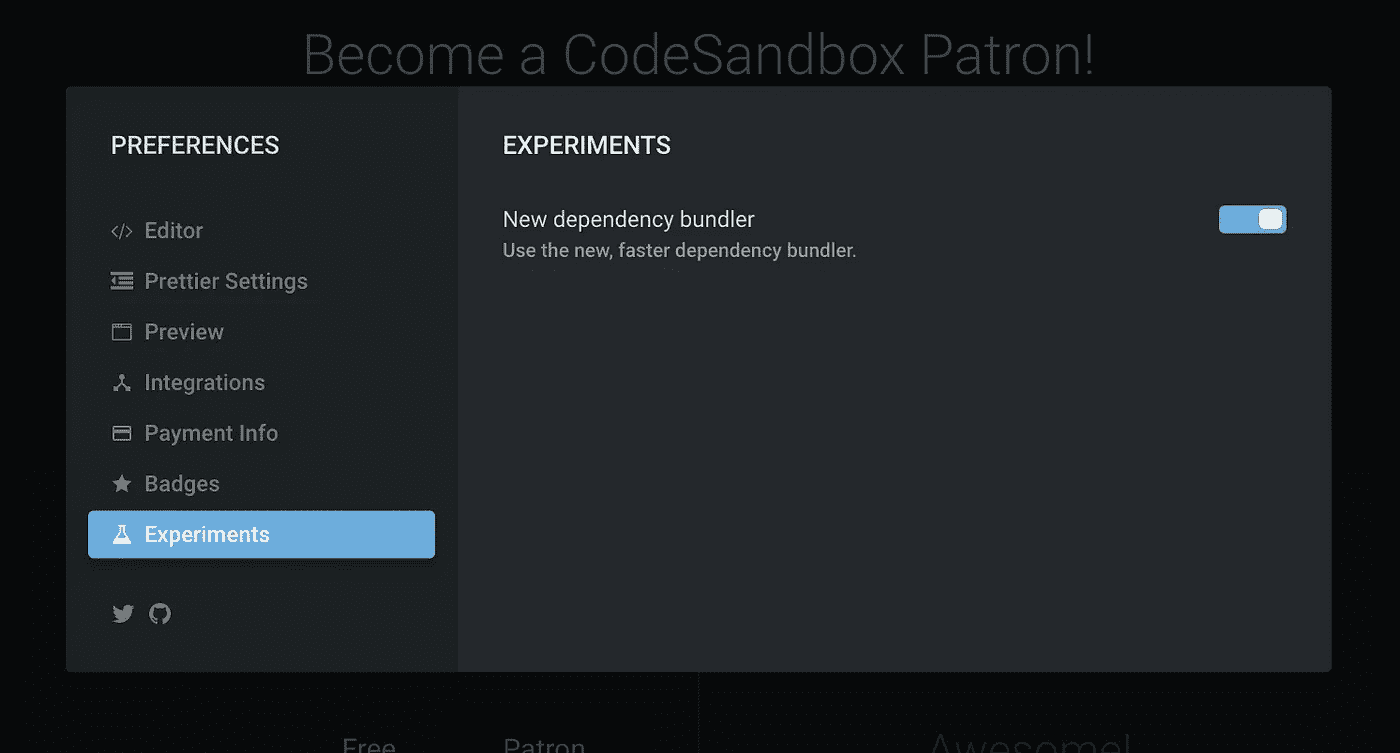 Become a CodeSandbox Patron!
PREFERENCES
Editor
Prettier Settings
Preview
Integrations
Payment Info
Badges
Experiments
EXPERIMENTS
New dependency bundler
Use the new, faster dependency bundler.
Free
Patron
Awesome!